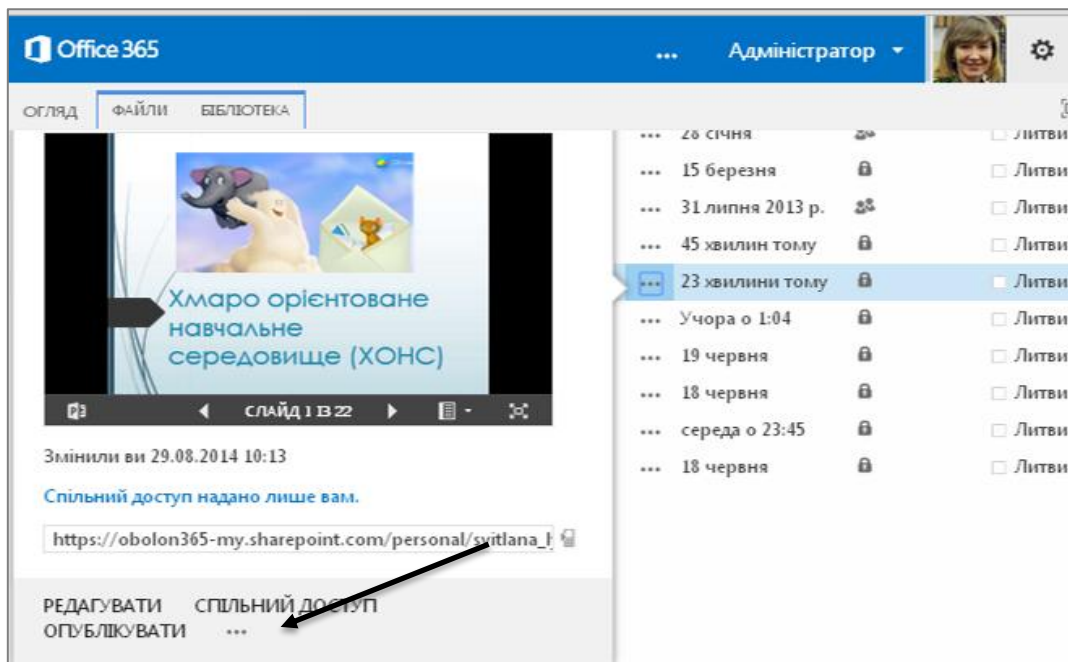 Office 365
... Адміністратор
ОГЛЯД ФАЙЛИ БІБЛІОТЕКА
Хмаро орієнтоване
навчальне
середовище (ХОНС)
СЛАЙД 1 ІЗ 22
Змінили ви 29.08.2014 10:13
Спільний доступ надано лише вам.
https://obolon365-my.sharepoint.com/personal/svitlana_l
РЕДАГУВАТИ СПІЛЬНИЙ ДОСТУП
ОПУБЛІКУВАТИ ...
... 28 січня Литви
... 15 березня Литви
... 31 липня 2013 р. Литви
... 45 хвилин тому Литви
... 23 хвилини тому Литви
... Учора о 1:04 Литви
... 19 червня Литви
... 18 червня Литви
... середа о 23:45 Литви
... 18 червня Литви